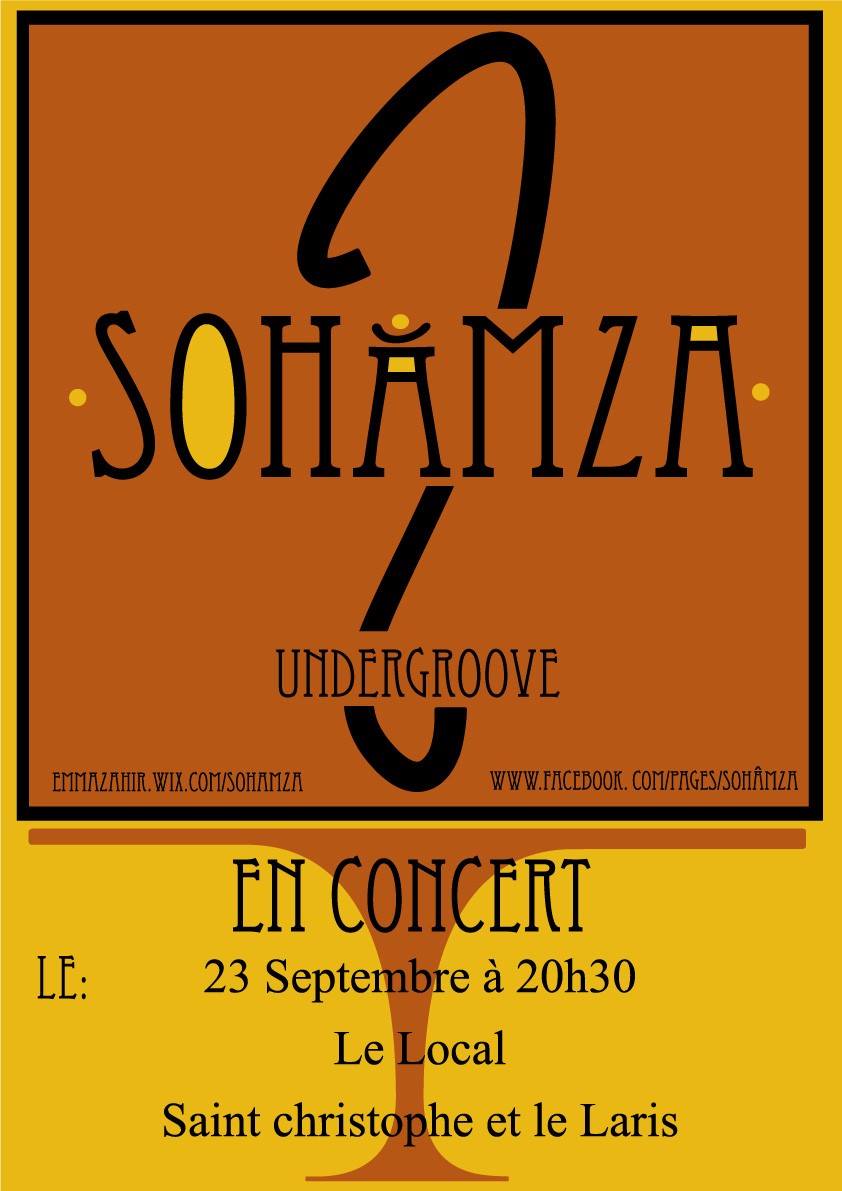 SOHÂMZA
UNDERGROOVE
EMMAZAHIR.WIX.COM/SOHAMZA
WWW.FACEBOOK. COM/PAGES/SOHÂMZA
EN CONCERT
LE:
23 Septembre à 20h30
Le Local
Saint christophe et le Laris